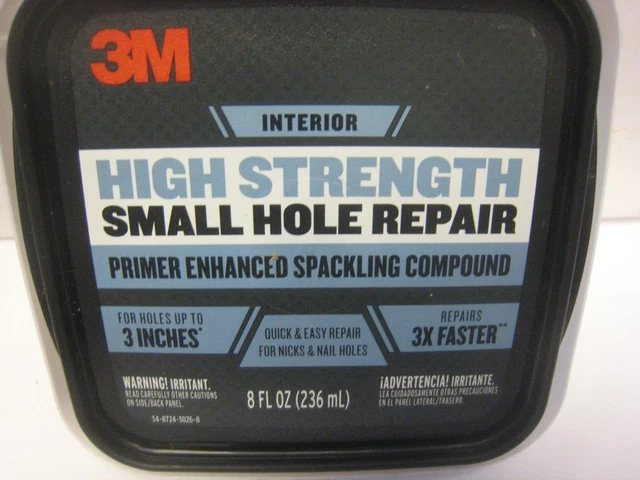 3M
INTERIOR
HIGH STRENGTH
SMALL HOLE REPAIR
PRIMER ENHANCED SPACKLING COMPOUND
FOR HOLES UP TO
3 INCHES*
QUICK & EASY REPAIR
FOR NICKS & NAIL HOLES
REPAIRS
3X FASTER**
WARNING! IRRITANT.
READ CAREFULLY OTHER CAUTIONS
ON SIDE/BACK PANEL.
34-8724-3026-8
8 FL OZ (236 mL)
¡ADVERTENCIA! IRRITANTE.
LEA CUIDADOSAMENTE OTRAS PRECAUCIONES
EN EL PANEL LATERAL/TRASERO.